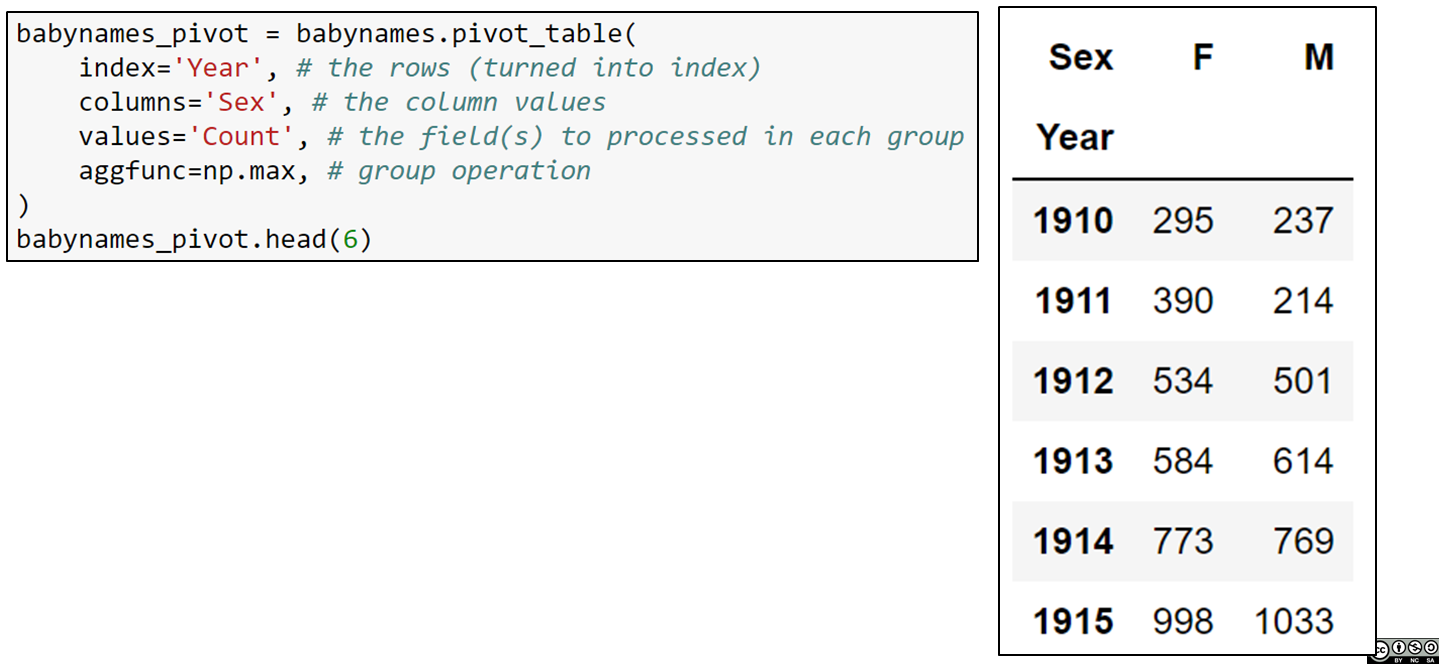 babynames_pivot = babynames.pivot_table(
    index='Year', # the rows (turned into index)
    columns='Sex', # the column values
    values='Count', # the field(s) to processed in each group
    aggfunc=np.max, # group operation
)
babynames_pivot.head(6)
Sex F M
Year
1910 295 237
1911 390 214
1912 534 501
1913 584 614
1914 773 769
1915 998 1033
cc
BY NC SA